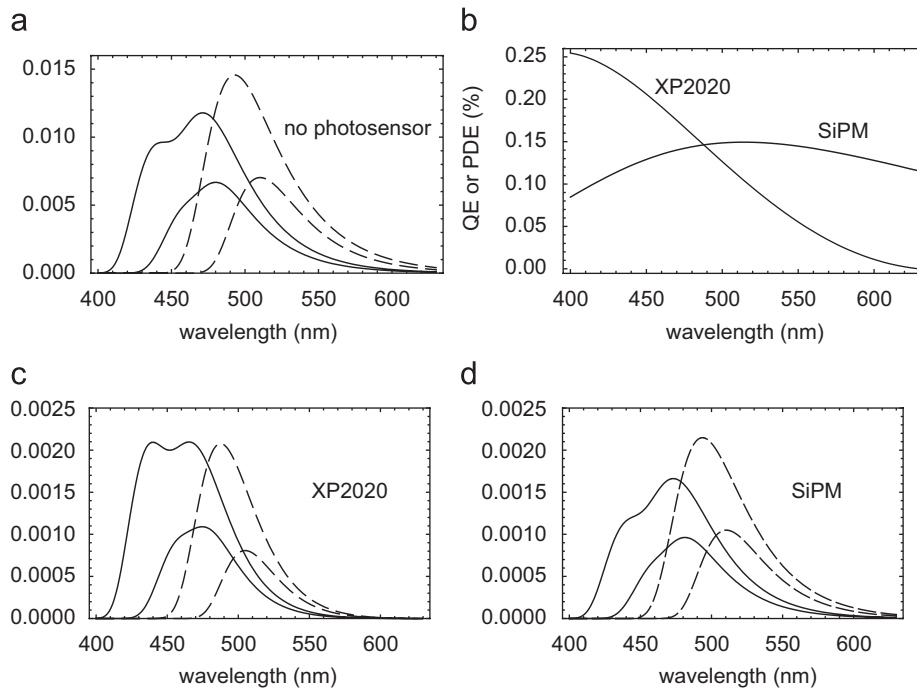 a
0.015
0.010
0.005
0.000
no photosensor
400 450 500 550 600
wavelength (nm)
b
QE or PDE (%)
0.25
0.20
0.15
0.10
0.05
0.00
XP2020
SiPM
400 450 500 550 600
wavelength (nm)
c
0.0025
0.0020
0.0015
0.0010
0.0005
0.0000
XP2020
400 450 500 550 600
wavelength (nm)
d
0.0025
0.0020
0.0015
0.0010
0.0005
0.0000
SiPM
400 450 500 550 600
wavelength (nm)